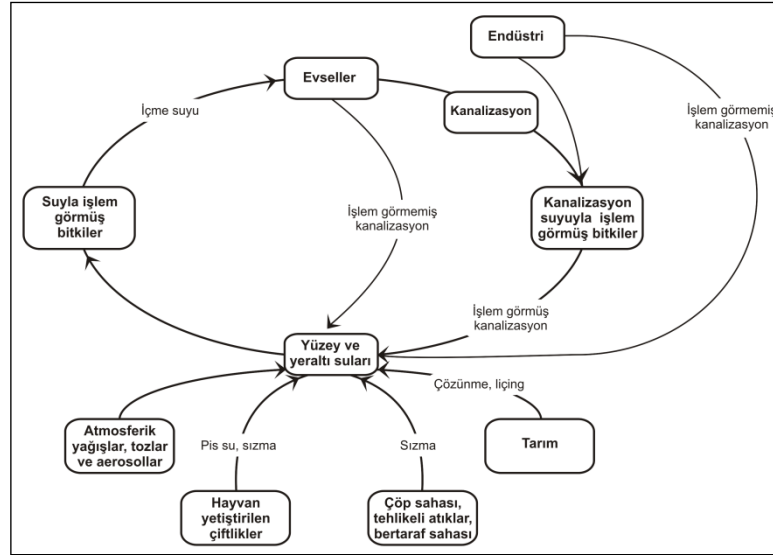 Endüstri
Evseller
Kanalizasyon
İçme suyu
İşlem görmemiş
kanalizasyon
Suyla işlem
görmüş
bitkiler
İşlem görmemiş
kanalizasyon
Kanalizasyon
suyuyla işlem
görmüş bitkiler
İşlem görmüş
kanalizasyon
Yüzey ve
yeraltı suları
Çözünme, liçing
Atmosferik
yağışlar, tozlar
ve aerosollar
Pis su, sızma
Sızma
Tarım
Hayvan
yetiştirilen
çiftlikler
Çöp sahası,
tehlikeli atıklar,
bertaraf sahası